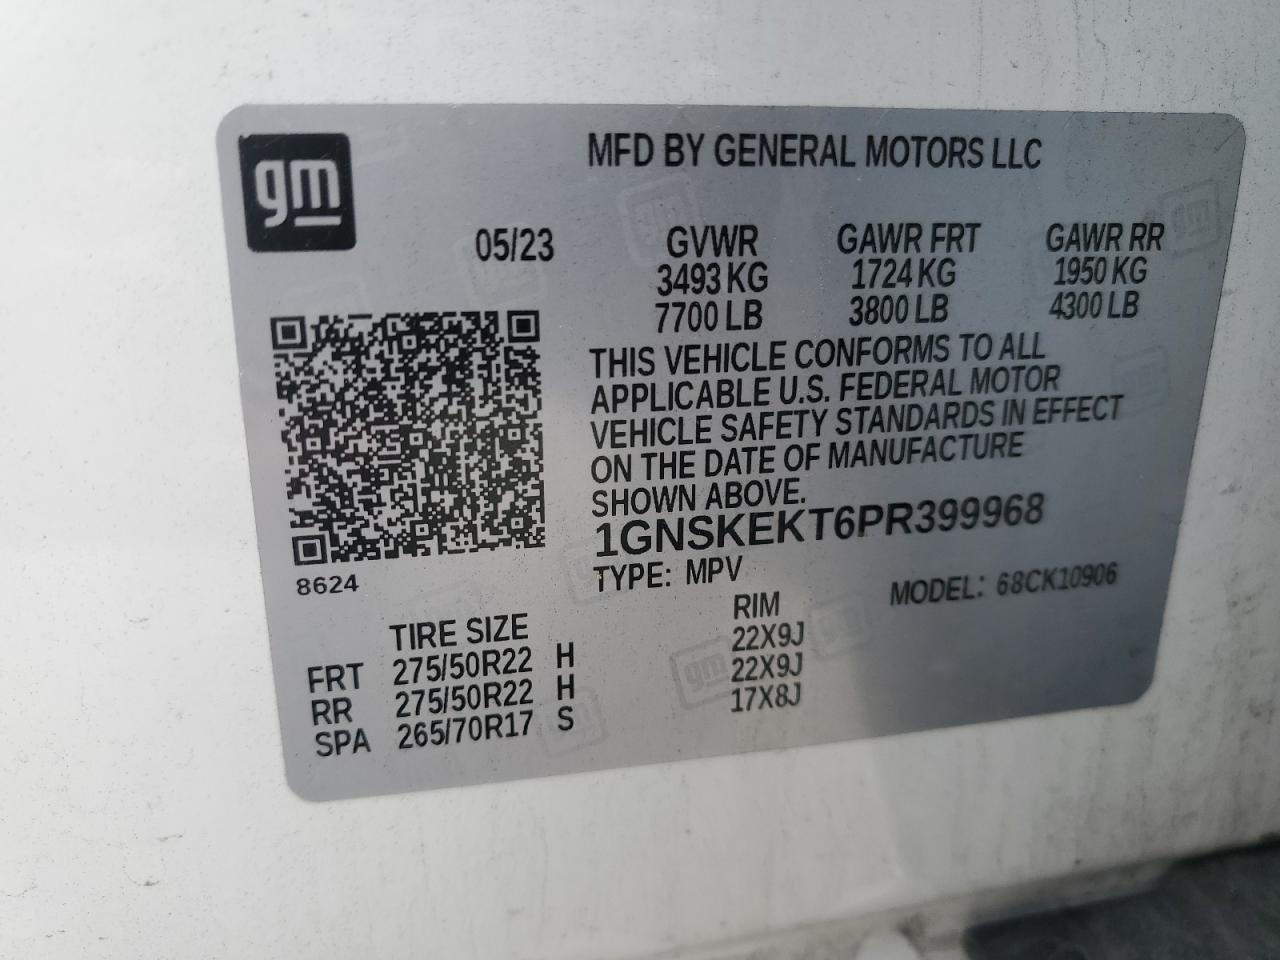 gm
MFD BY GENERAL MOTORS LLC
05/23 GVWR GAWR FRT GAWR RR
3493 KG 1724 KG 1950 KG
7700 LB 3800 LB 4300 LB
THIS VEHICLE CONFORMS TO ALL
APPLICABLE U.S. FEDERAL MOTOR
VEHICLE SAFETY STANDARDS IN EFFECT
ON THE DATE OF MANUFACTURE
SHOWN ABOVE.
1GNSKEKT6PR399968
8624
TYPE: MPV MODEL: 68CK10906
TIRE SIZE RIM
FRT 275/50R22 H 22X9J
RR 275/50R22 H 22X9J
SPA 265/70R17 S 17X8J